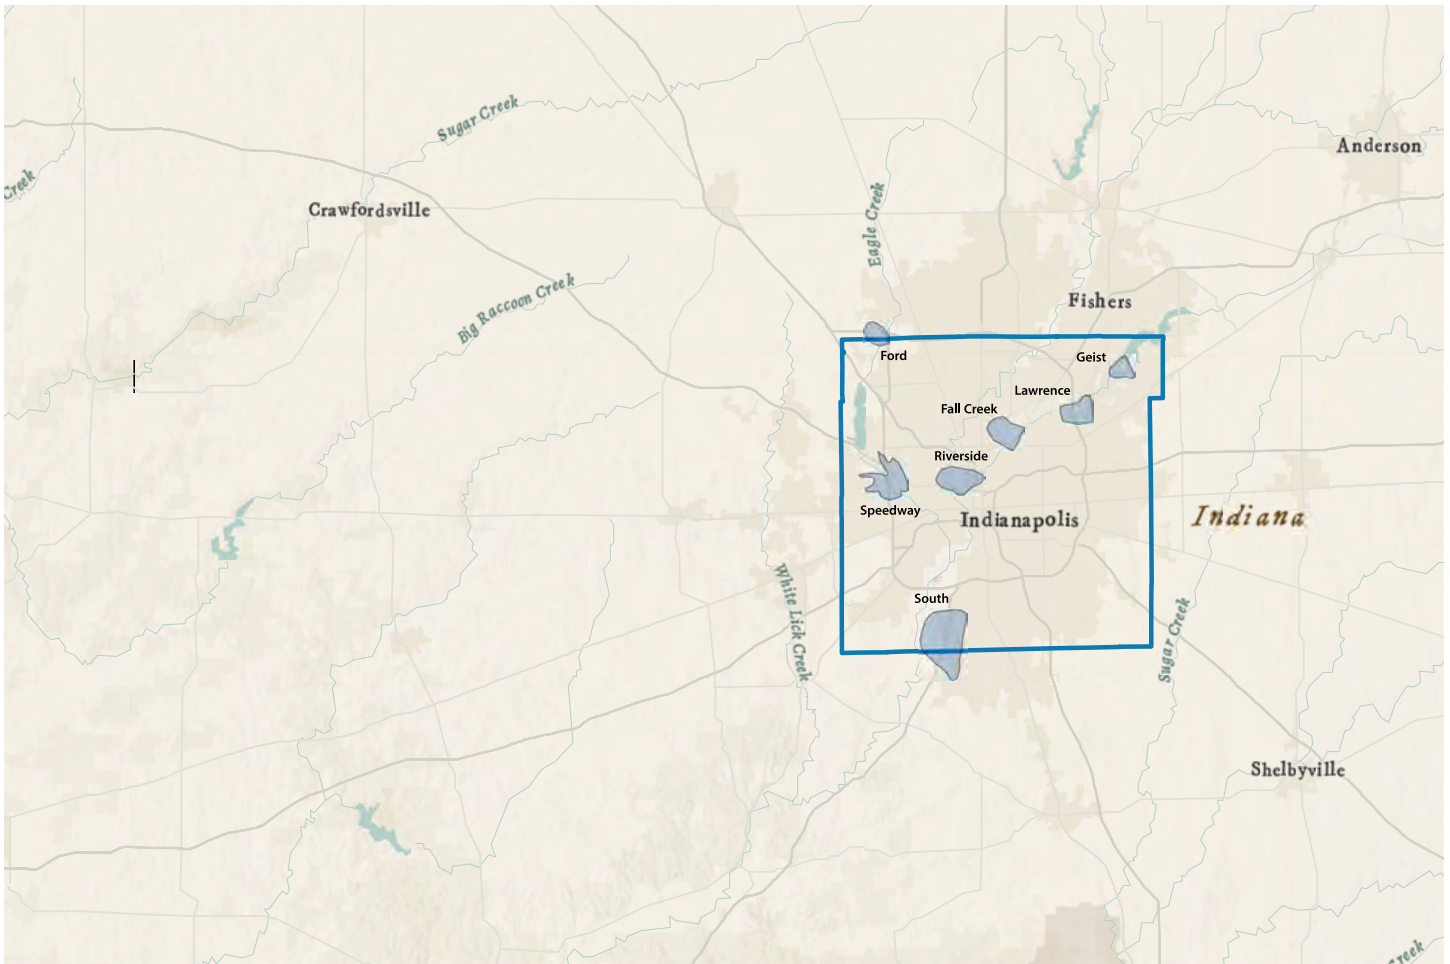 Sugar Creek
Anderson
Creek
Crawfordsville
Eagle Creek
Big Raccoon Creek
Fishers
Ford
Geist
Lawrence
Fall Creek
Riverside
Speedway
Indianapolis
Indiana
White Lick Creek
South
Sugar Creek
Shelbyville
Creek